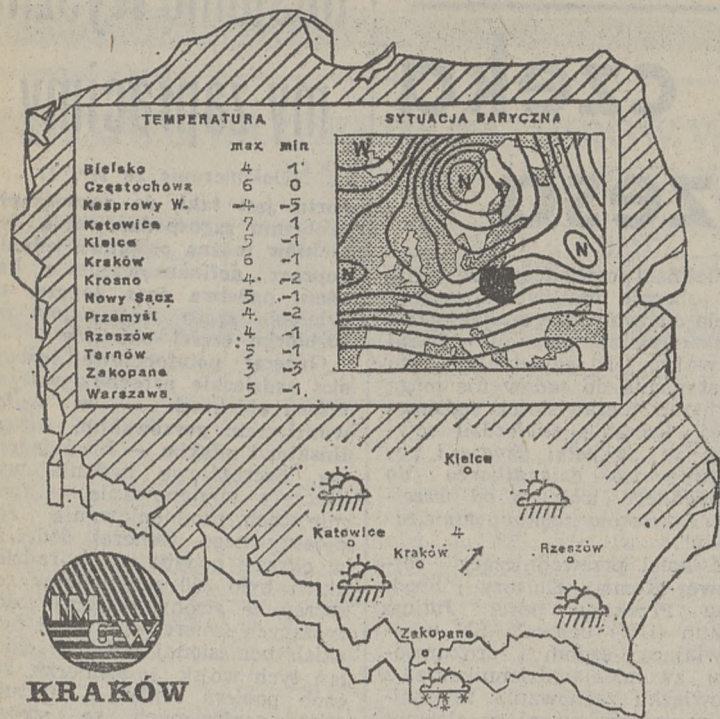 TEMPERATURA
max min
Bielsko 4 1
Częstochowa 6 0
Kasprowy W. -4 -5
Katowice 7 1
Kielce 5 -1
Kraków 6 -1
Krosno 4 -2
Nowy Sącz 5 -1
Przemyśl 4 -2
Rzeszów 4 -1
Tarnów 5 -1
Zakopane 3 -3
Warszawa 5 -1
SYTUACJA BARYCZNA
W
N
N
N
Kielce
Katowice
Kraków
4
Rzeszów
Zakopane
IM
GW
KRAKÓW